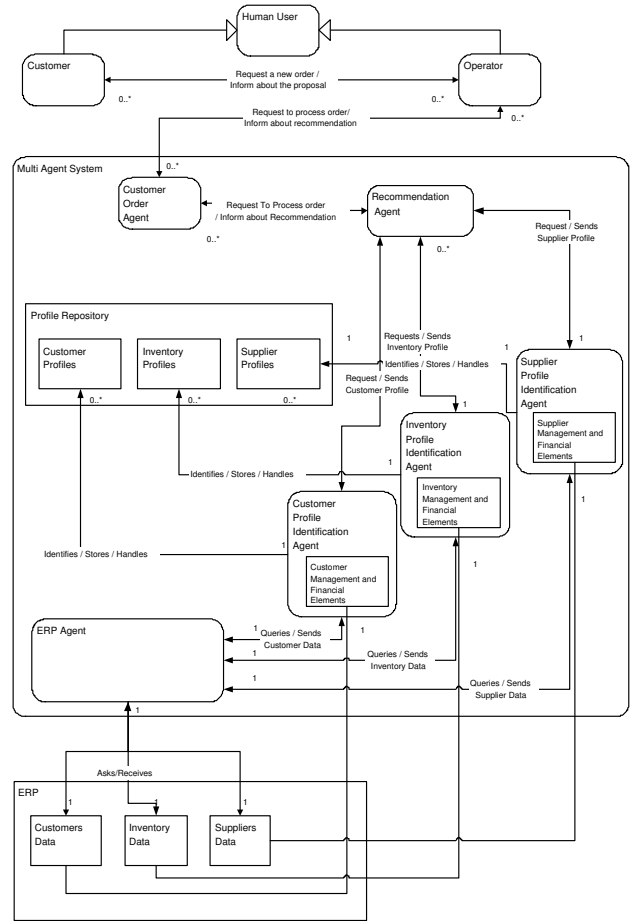 Human User
Customer
Operator
Request a new order /
Inform about the proposal
0..*
0..*
Request to process order/
Inform about recommendation
0..*
0..*
Multi Agent System
Customer
Order
Agent
Request To Process order
/ Inform about Recommendation
0..*
Recommendation
Agent
0..*
Request / Sends
Supplier Profile
Profile Repository
Customer
Profiles
Inventory
Profiles
Supplier
Profiles
0..*
0..*
0..*
1
Requests / Sends
Inventory Profile
Identifies / Stores / Handles
Request / Sends
Customer Profile
1
1
Supplier
Profile
Identification
Agent
Supplier
Management and
Financial
Elements
1
1
Inventory
Profile
Identification
Agent
Inventory
Management and
Financial
Elements
1
Identifies / Stores / Handles
1
Customer
Profile
Identification
Agent
Customer
Management and
Financial
Elements
1
Identifies / Stores / Handles
1
ERP Agent
1
Queries / Sends
Customer Data
1
Queries / Sends
Inventory Data
1
Queries / Sends
Supplier Data
1
Asks/Receives
ERP
1
1
1
Customers
Data
Inventory
Data
Suppliers
Data